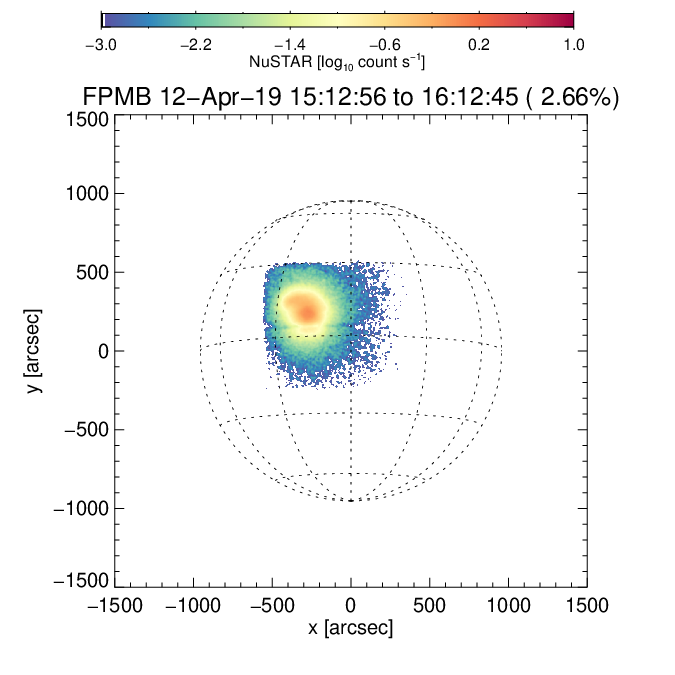 −3.0 −2.2 −1.4 −0.6 0.2 1.0
NuSTAR [log₁₀ count s⁻¹]
FPMB 12−Apr−19 15:12:56 to 16:12:45 ( 2.66%)
1500
1000
500
0
−500
−1000
−1500
y [arcsec]
−1500 −1000 −500 0 500 1000 1500
x [arcsec]